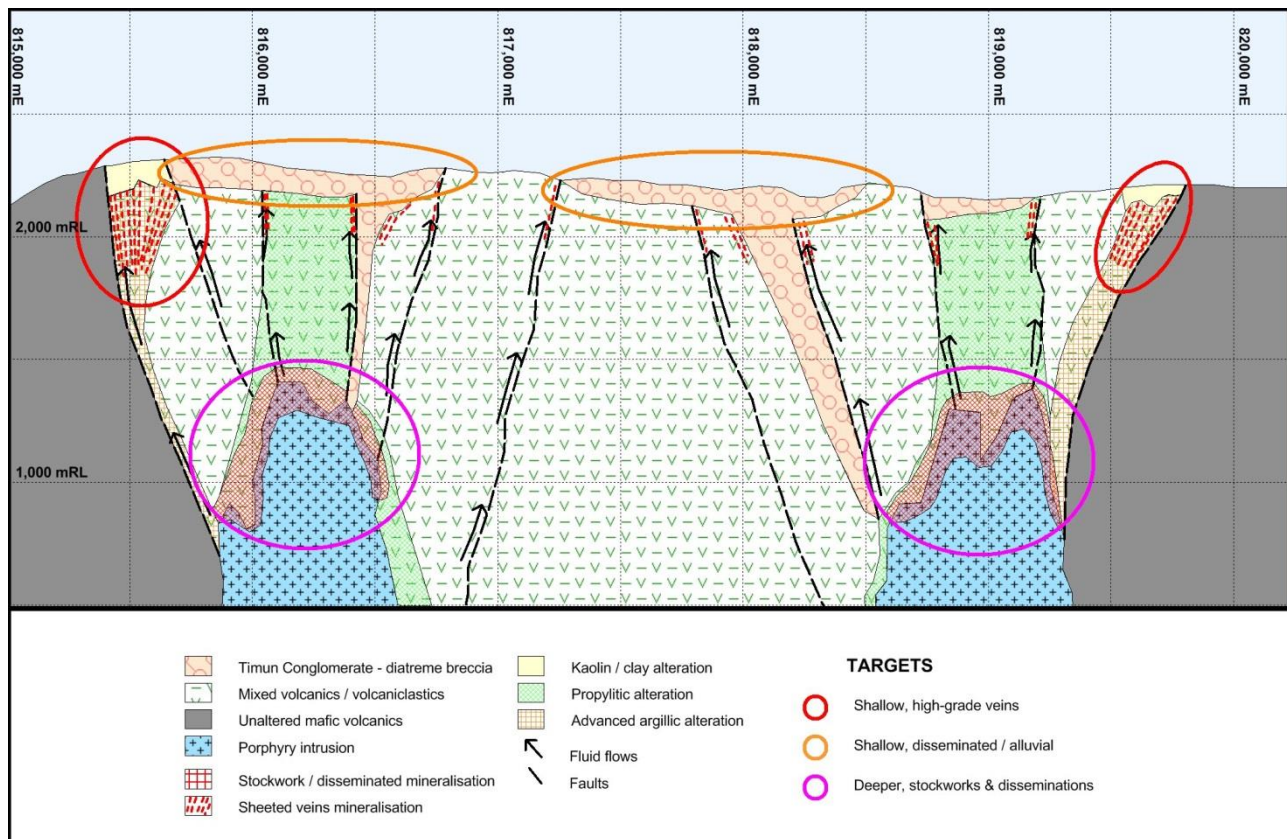 815,000 mE
816,000 mE
817,000 mE
818,000 mE
819,000 mE
820,000 mE
2,000 mRL
1,000 mRL
Timun Conglomerate - diatreme breccia
Mixed volcanics / volcaniclastics
Unaltered mafic volcanics
Porphyry intrusion
Stockwork / disseminated mineralisation
Sheeted veins mineralisation
Kaolin / clay alteration
Propylitic alteration
Advanced argillic alteration
Fluid flows
Faults
TARGETS
Shallow, high-grade veins
Shallow, disseminated / alluvial
Deeper, stockworks & disseminations